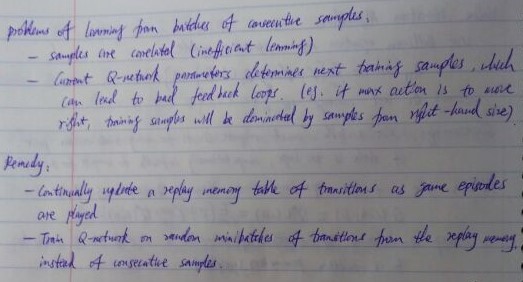 problems of learning from batches of consecutive samples:
- samples are correlated (inefficient learning)
- Current Q-network parameters determines next training samples, which
can lead to bad feedback loops. (eg. if max action is to move
right, training samples will be dominated by samples from right-hand size)
Remedy:
- Continually update a replay memory table of transitions as game episodes
are played
- Train Q-network on random minibatches of transitions from the replay memory,
instead of consecutive samples.